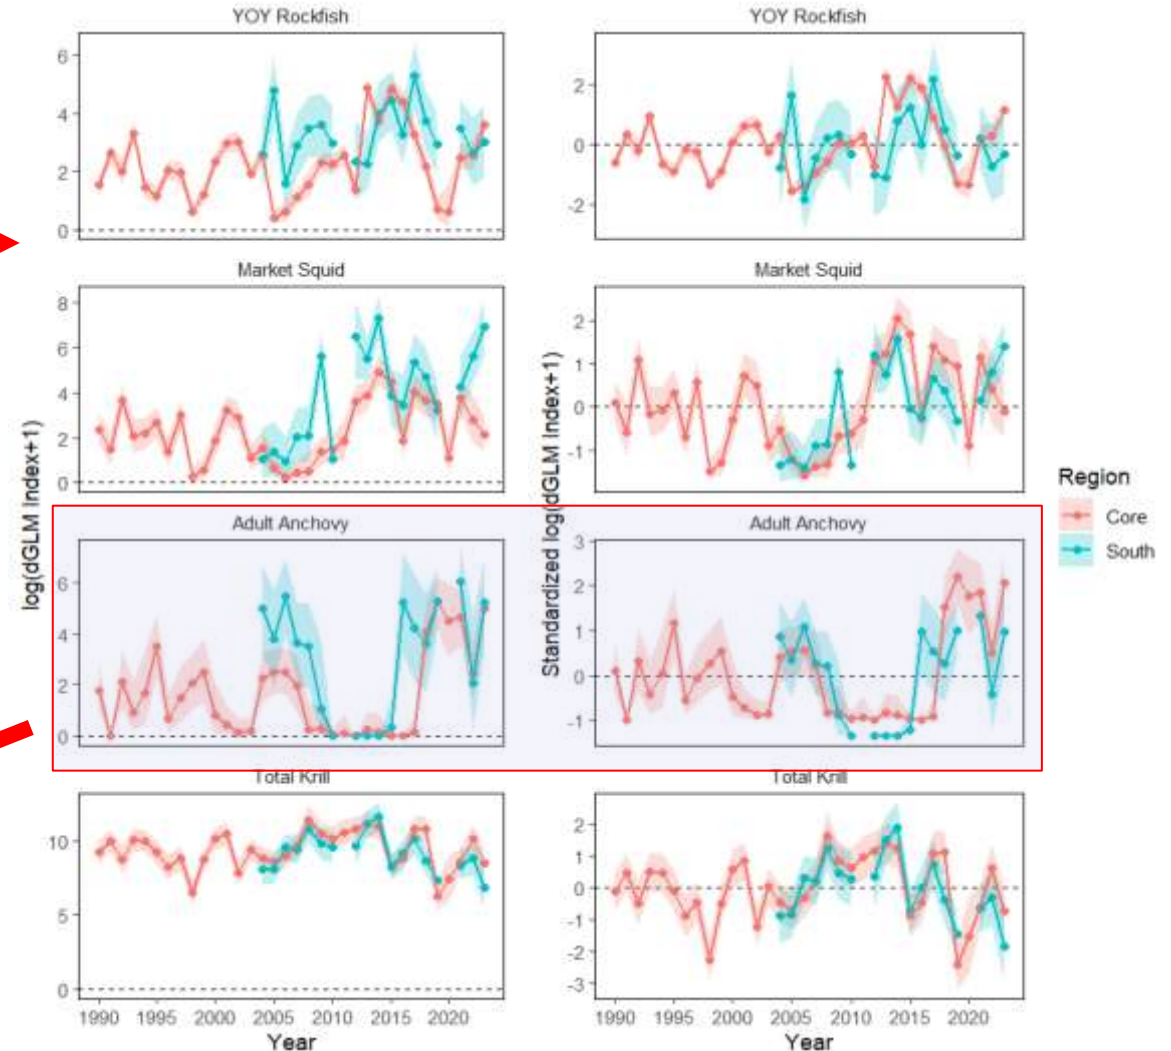 YOY Rockfish
YOY Rockfish
6
4
2
0
2
0
-2
Market Squid
Market Squid
8
6
4
2
0
2
1
0
-1
log(dGLM Index+1)
Standardized log(dGLM Index+1)
Region
Core
South
Adult Anchovy
Adult Anchovy
6
4
2
0
3
2
1
0
-1
Total Krill
Total Krill
10
5
0
2
1
0
-1
-2
-3
1990 1995 2000 2005 2010 2015 2020
1990 1995 2000 2005 2010 2015 2020
Year
Year